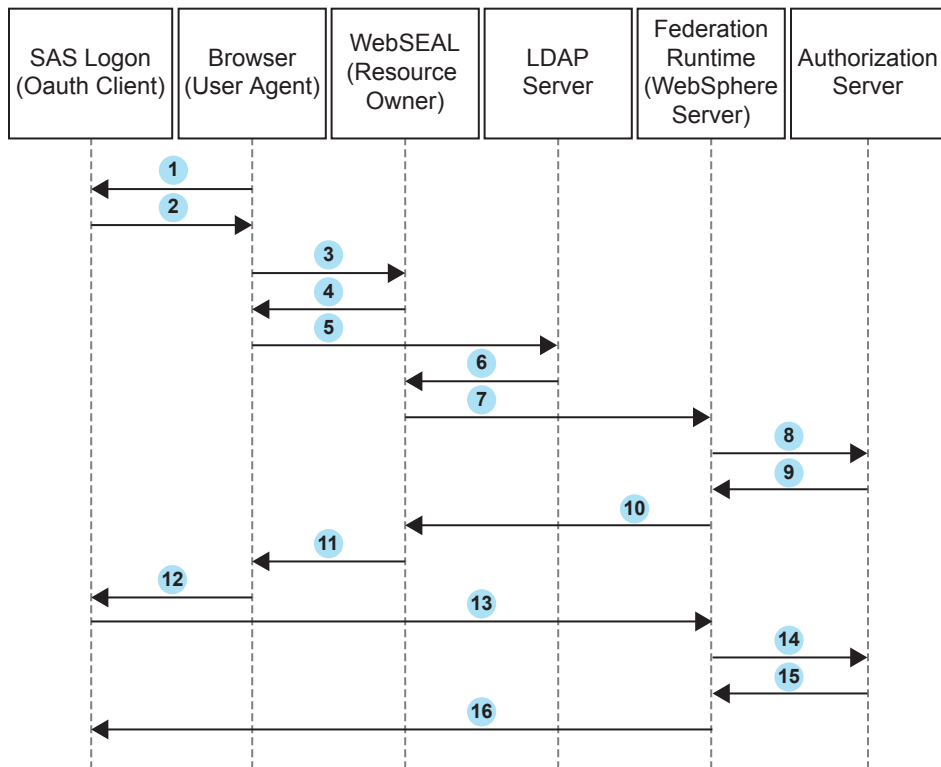 SAS Logon
(Oauth Client)
Browser
(User Agent)
WebSEAL
(Resource
Owner)
LDAP
Server
Federation
Runtime
(WebSphere
Server)
Authorization
Server
1
2
3
4
5
6
7
8
9
10
11
12
13
14
15
16